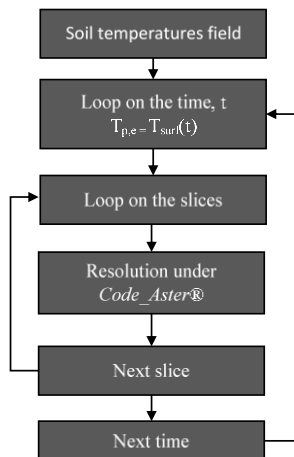 Soil temperatures field
Loop on the time, t
Tp,e = Tsurf(t)
Loop on the slices
Resolution under
Code_Aster®
Next slice
Next time